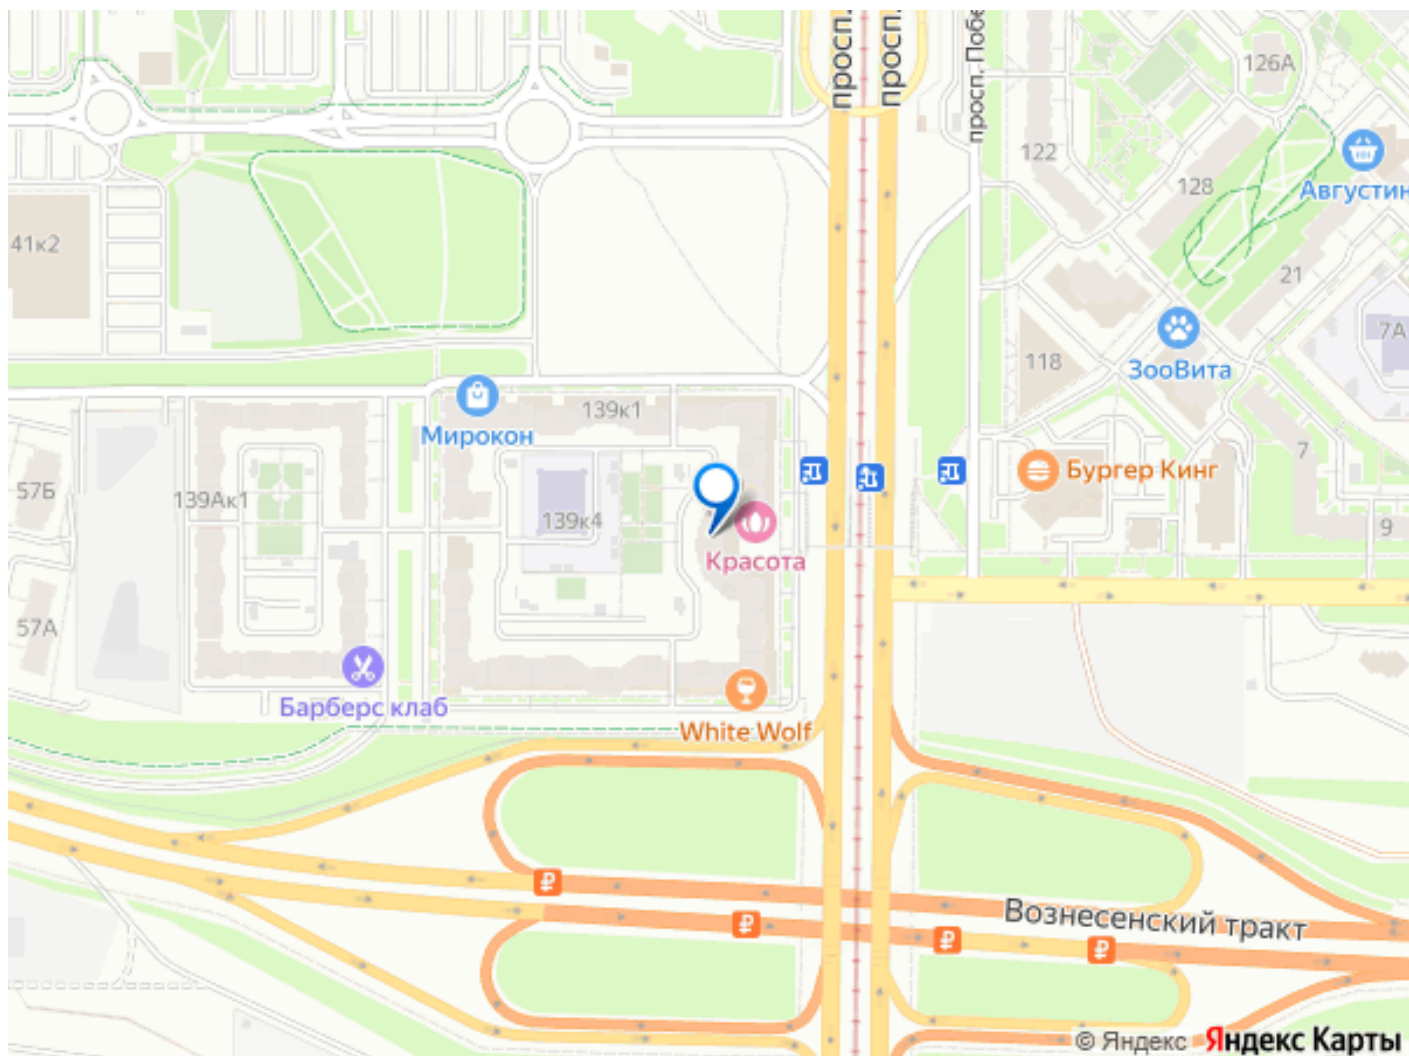 просп.
просп.
просп. Побе
126А
122
128
Августин
41к2
21
7А
118
ЗооВита
139к1
Мирокон
7
Бургер Кинг
57Б
139Ак1
139к4
9
Красота
57А
Барберс клаб
White Wolf
Вознесенский тракт
© Яндекс Яндекс Карты